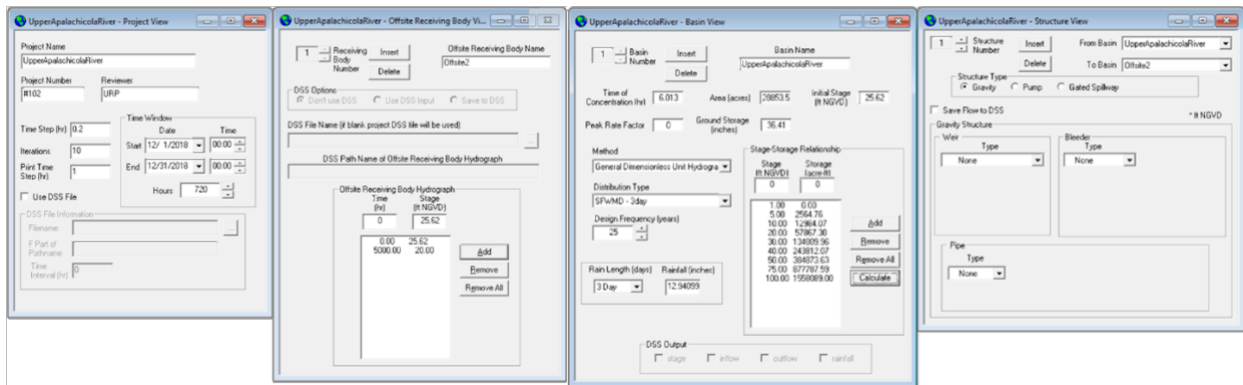 UpperApalachicolaRiver - Project View
Project Name
UpperApalachicolaRiver
Project Number Reviewer
#102 URP
Time Step (hr) 0.2
Iterations 10
Print Time Step (hr) 1
Use DSS File
Time Window
Date Time
Start 12/ 1/2018 00:00
End 12/31/2018 00:00
Hours 720
DSS File Information
Filename:
F Part of Pathname
Time Interval (hr) 0
UpperApalachicolaRiver - Offsite Receiving Body Vi...
1 Receiving Body Number
Insert
Delete
Offsite Receiving Body Name
Offsite2
DSS Options
Don't use DSS Use DSS Input Save to DSS
DSS File Name (if blank project DSS file will be used)
...
DSS Path Name of Offsite Receiving Body Hydrograph
Offsite Receiving Body Hydrograph
Time (hr) Stage (ft NGVD)
0 25.62
0.00 25.62
5000.00 20.00
Add
Remove
Remove All
UpperApalachicolaRiver - Basin View
1 Basin Number
Insert
Delete
Basin Name
UpperApalachicolaRiver
Time of Concentration (hr) 6.013
Area (acres) 28853.5
Initial Stage (ft NGVD) 25.62
Peak Rate Factor 0
Ground Storage (inches) 36.41
Method
General Dimensionless Unit Hydrogra
Distribution Type
SFWMD - 3day
Design Frequency (years)
25
Rain Length (days) Rainfall (inches)
3 Day 12.94099
Stage-Storage Relationship
Stage (ft NGVD) Storage (acre-ft)
0 0
1.00 0.00
5.00 2564.76
10.00 12984.07
20.00 57867.38
30.00 134009.96
40.00 243812.07
50.00 384873.63
75.00 877787.59
100.00 1958089.00
Add
Remove
Remove All
Calculate
DSS Output
stage inflow outflow rainfall
UpperApalachicolaRiver - Structure View
1 Structure Number
Insert
Delete
From Basin UpperApalachicolaRiver
To Basin Offsite2
Structure Type
Gravity Pump Gated Spillway
Save Flow to DSS
* ft NGVD
Gravity Structure
Weir
Type
None
Bleeder
Type
None
Pipe
Type
None